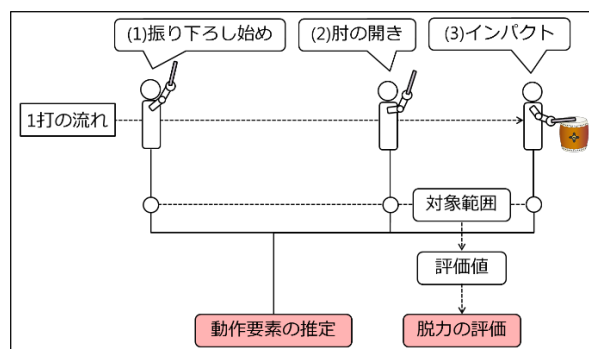 (1)振り下ろし始め
(2)肘の開き
(3)インパクト
1打の流れ
対象範囲
評価値
動作要素の推定
脱力の評価